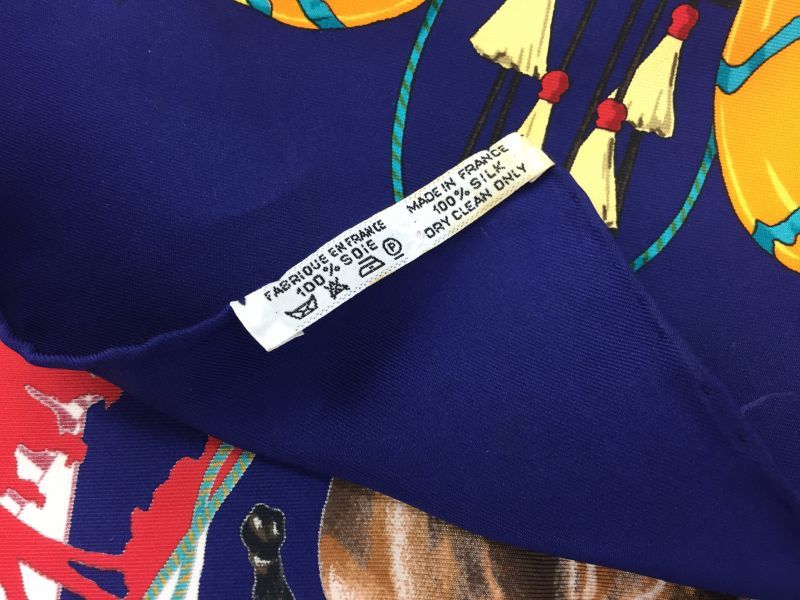 FABRIQUE EN FRANCE
100% SOIE
P
MADE IN FRANCE
100% SILK
DRY CLEAN ONLY